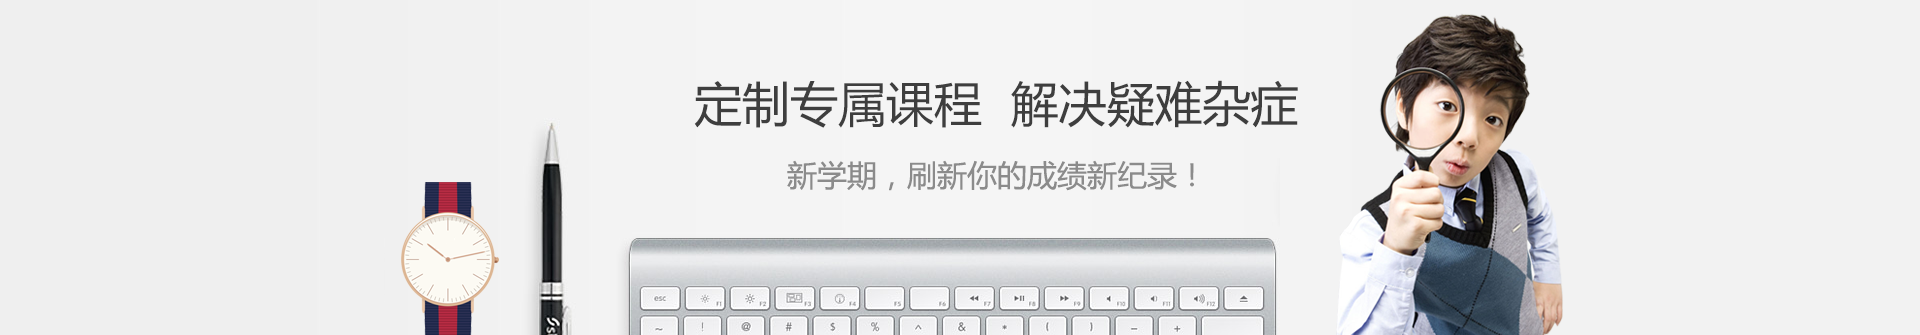 定制专属课程 解决疑难杂症
新学期，刷新你的成绩新纪录！
esc F1 F2 F3 F4 F5 F6 F7 F8 F9 F10 F11 F12
~ ! @ # $ % ^ & * ( ) – +